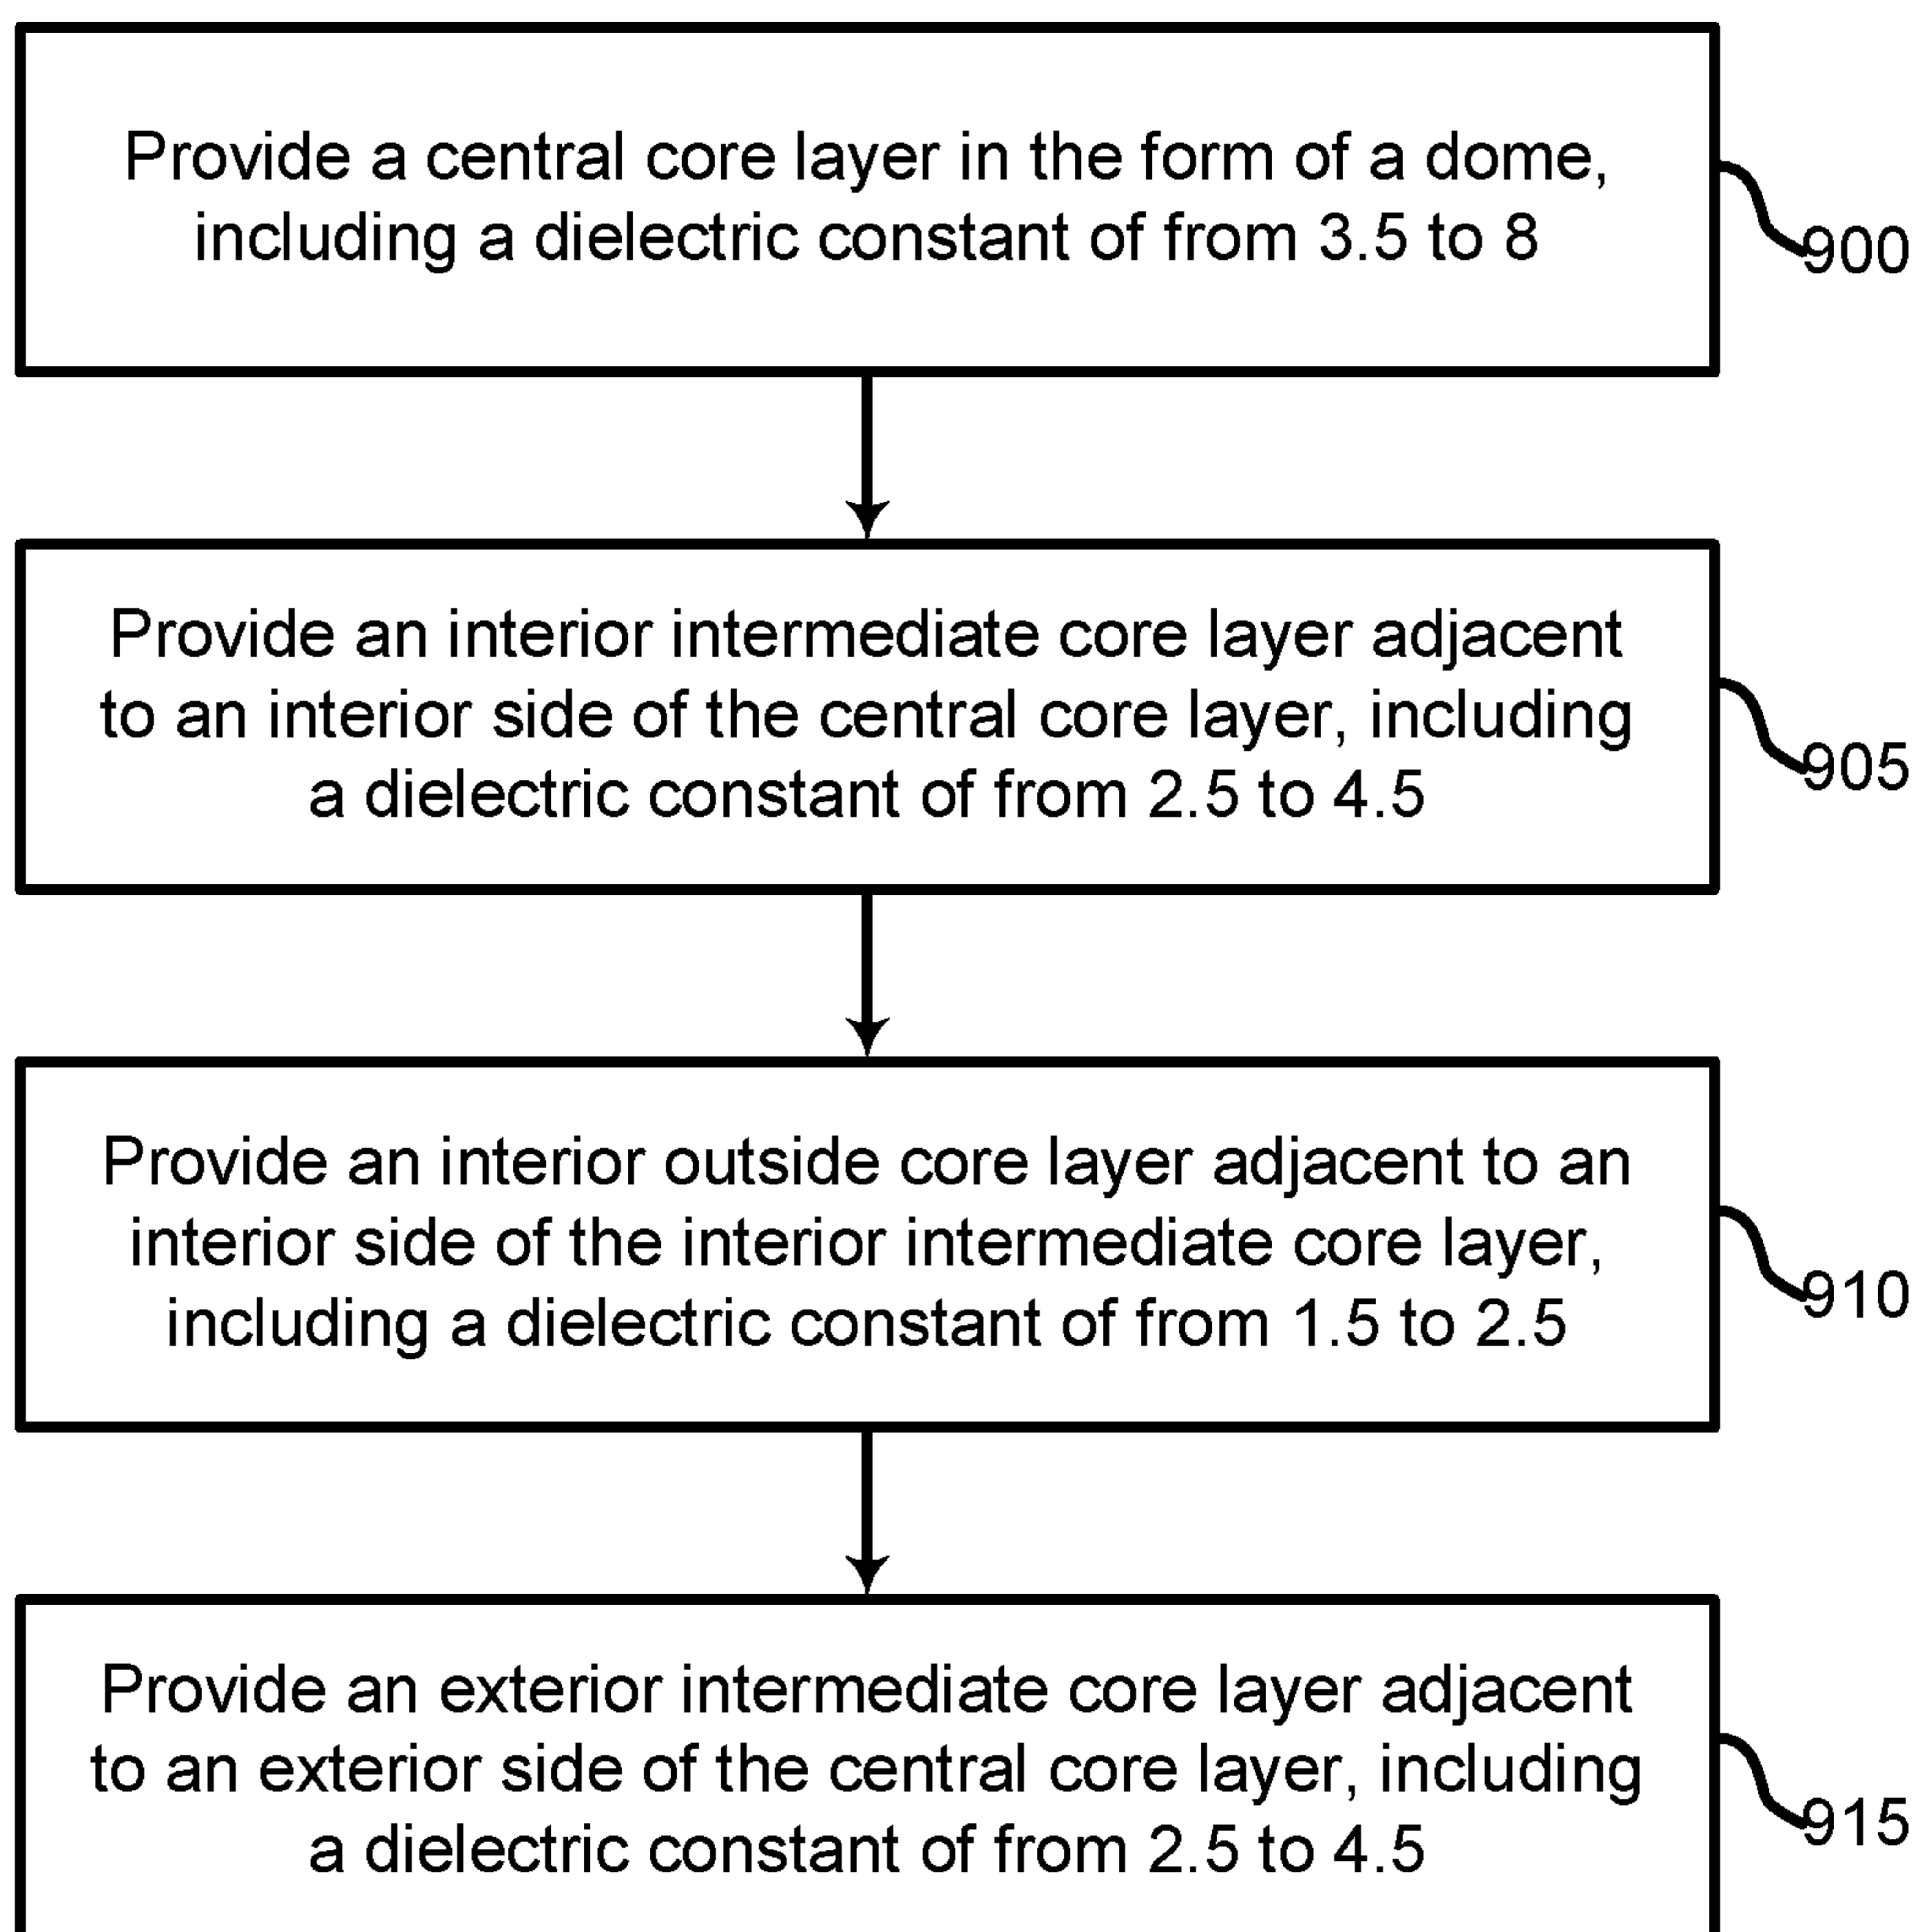 Provide a central core layer in the form of a dome,
including a dielectric constant of from 3.5 to 8
900
Provide an interior intermediate core layer adjacent
to an interior side of the central core layer, including
a dielectric constant of from 2.5 to 4.5
905
Provide an interior outside core layer adjacent to an
interior side of the interior intermediate core layer,
including a dielectric constant of from 1.5 to 2.5
910
Provide an exterior intermediate core layer adjacent
to an exterior side of the central core layer, including
a dielectric constant of from 2.5 to 4.5
915